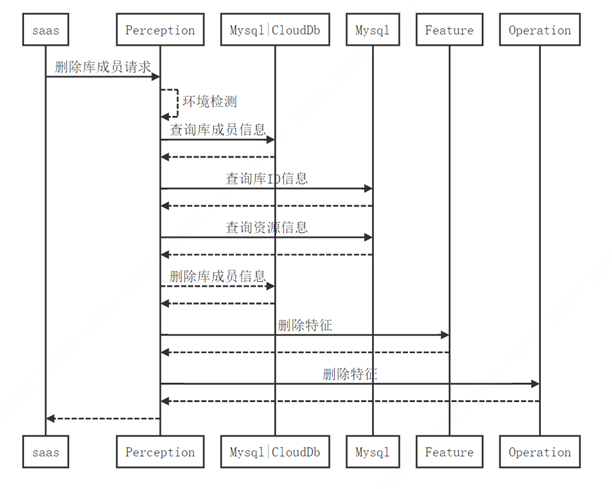 saas Perception Mysql|CloudDb Mysql Feature Operation
删除库成员请求
环境检测
查询库成员信息
查询库ID信息
查询资源信息
删除库成员信息
删除特征
删除特征
saas Perception Mysql|CloudDb Mysql Feature Operation